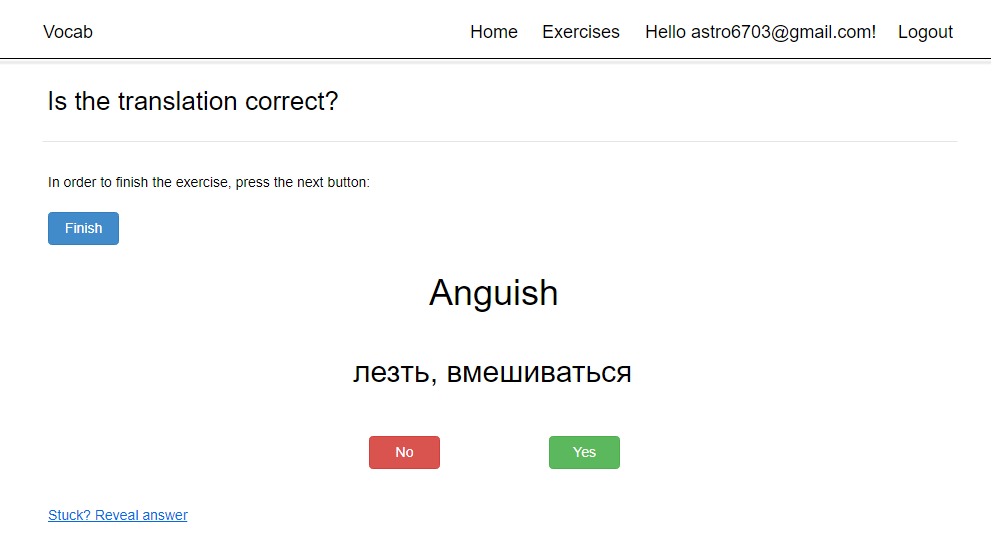 Vocab Home Exercises Hello astro6703@gmail.com! Logout
Is the translation correct?
In order to finish the exercise, press the next button:
Finish
Anguish
лезть, вмешиваться
No Yes
Stuck? Reveal answer